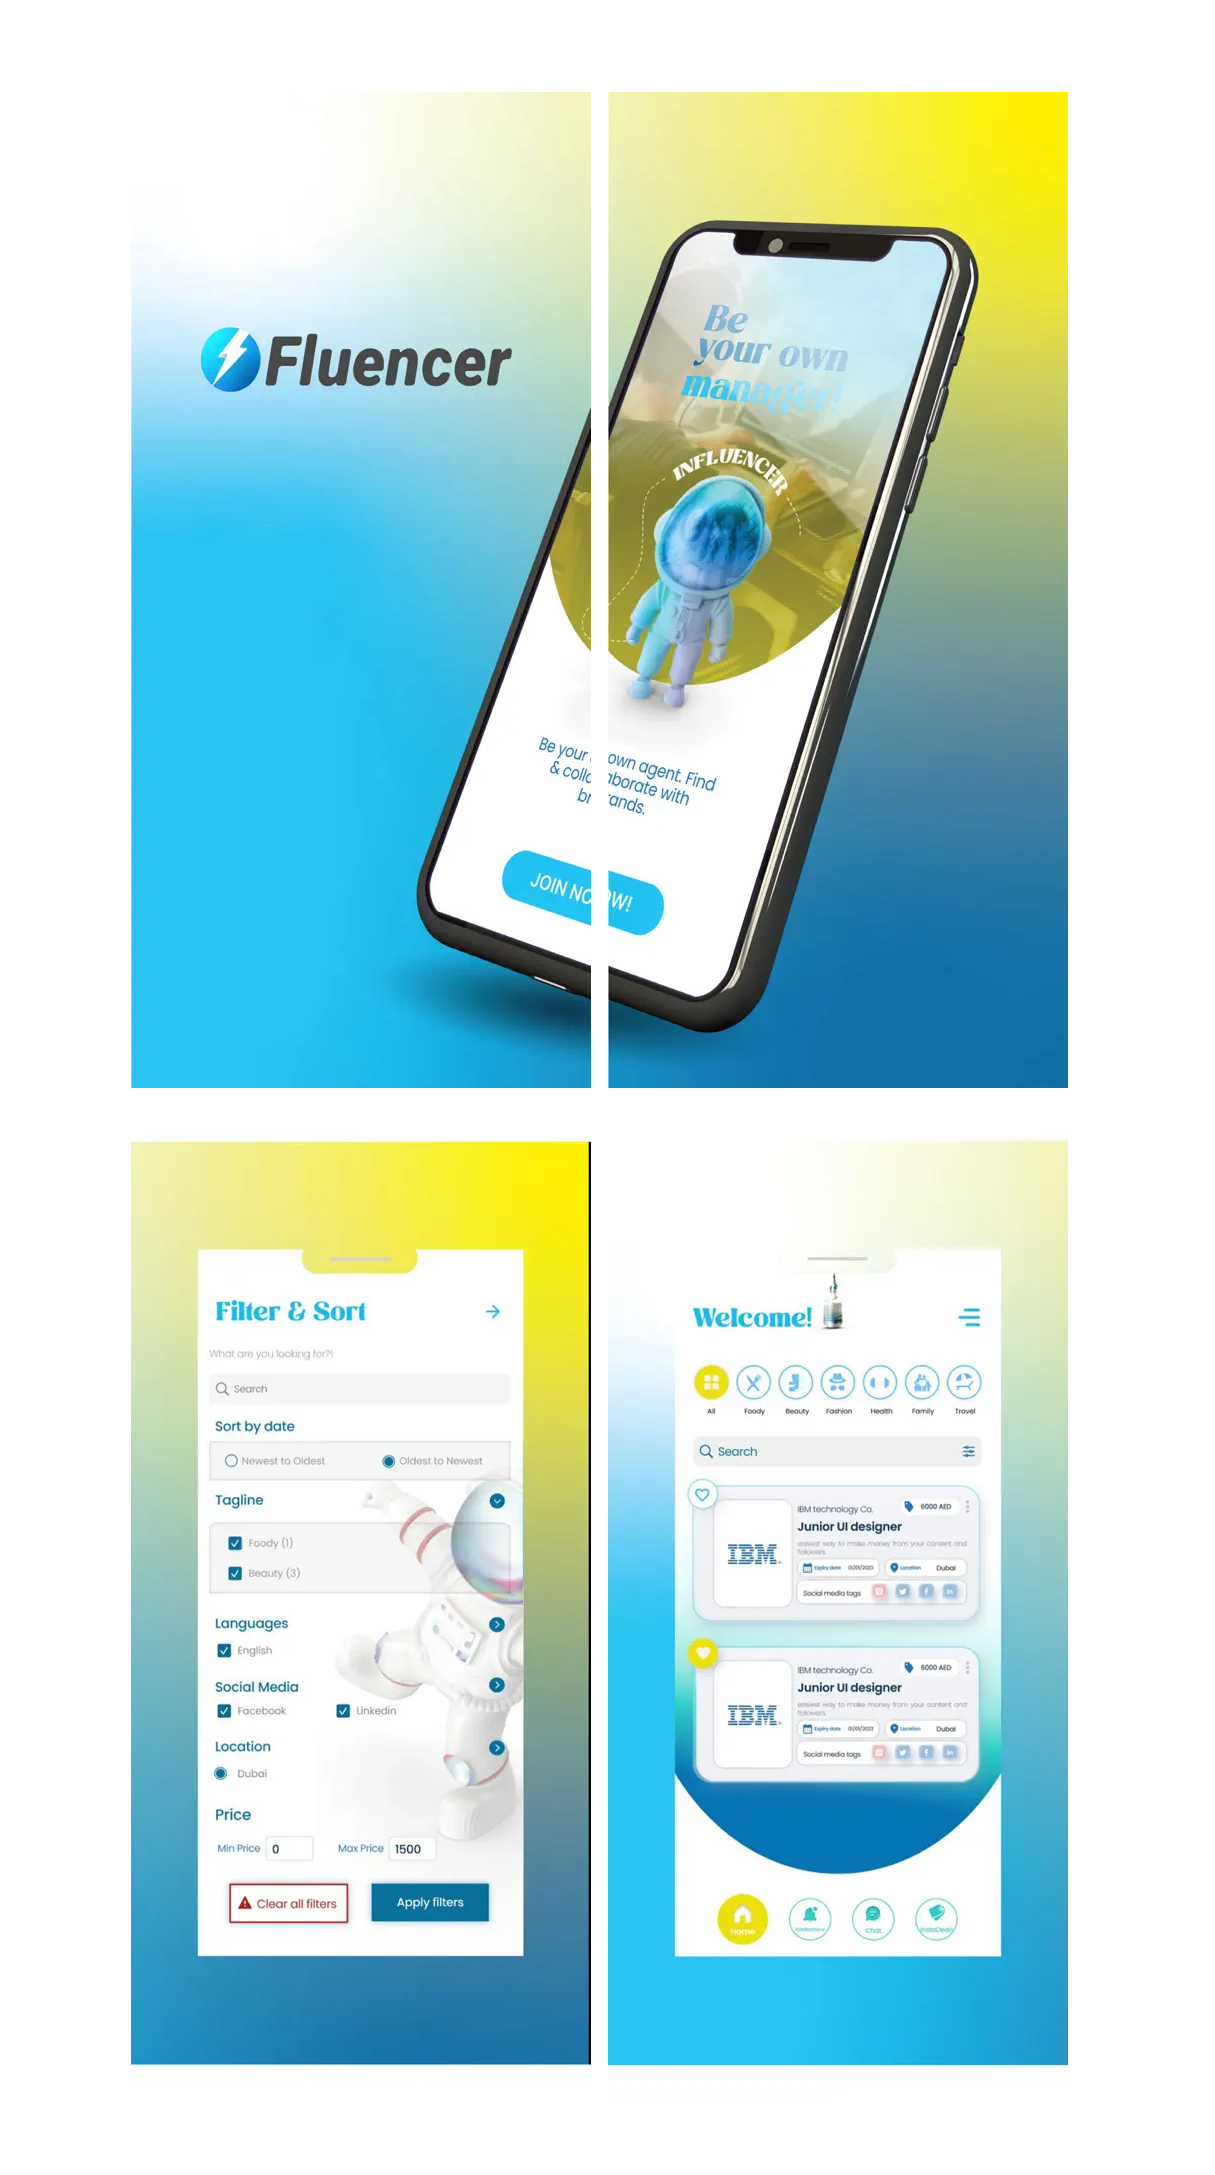 Fluencer
Be
your own
manager!
INFLUENCER
Be your own agent. Find
& collaborate with
brands.
JOIN NOW!
Filter & Sort
What are you looking for?!
Search
Sort by date
Newest to Oldest
Oldest to Newest
Tagline
Foody (1)
Beauty (3)
Languages
English
Social Media
Facebook
Linkedin
Location
Dubai
Price
Min Price 0
Max Price 1500
Clear all filters
Apply filters
Welcome!
All Foody Beauty Fashion Health Family Travel
Search
IBM technology Co.
6000 AED
Junior UI designer
easiest way to make money from your content and
followers
IBM
Expiry date 01/01/2023 Location Dubai
Social media tags
IBM technology Co.
6000 AED
Junior UI designer
easiest way to make money from your content and
followers
IBM
Expiry date 01/01/2023 Location Dubai
Social media tags
Home
Chat
InstaDeals